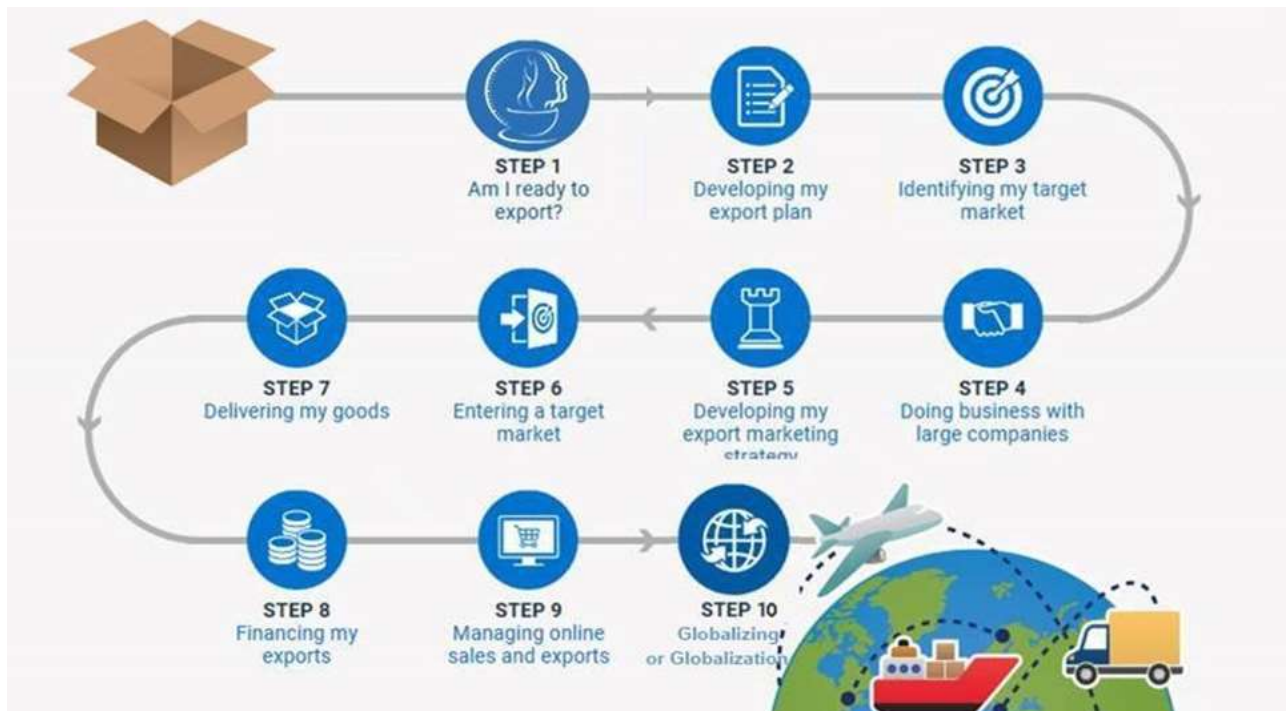 STEP 1
Am I ready to
export?
STEP 2
Developing my
export plan
STEP 3
Identifying my target
market
STEP 4
Doing business with
large companies
STEP 5
Developing my
export marketing
strategy
STEP 6
Entering a target
market
STEP 7
Delivering my goods
STEP 8
Financing my
exports
STEP 9
Managing online
sales and exports
STEP 10
Globalizing
or Globalization